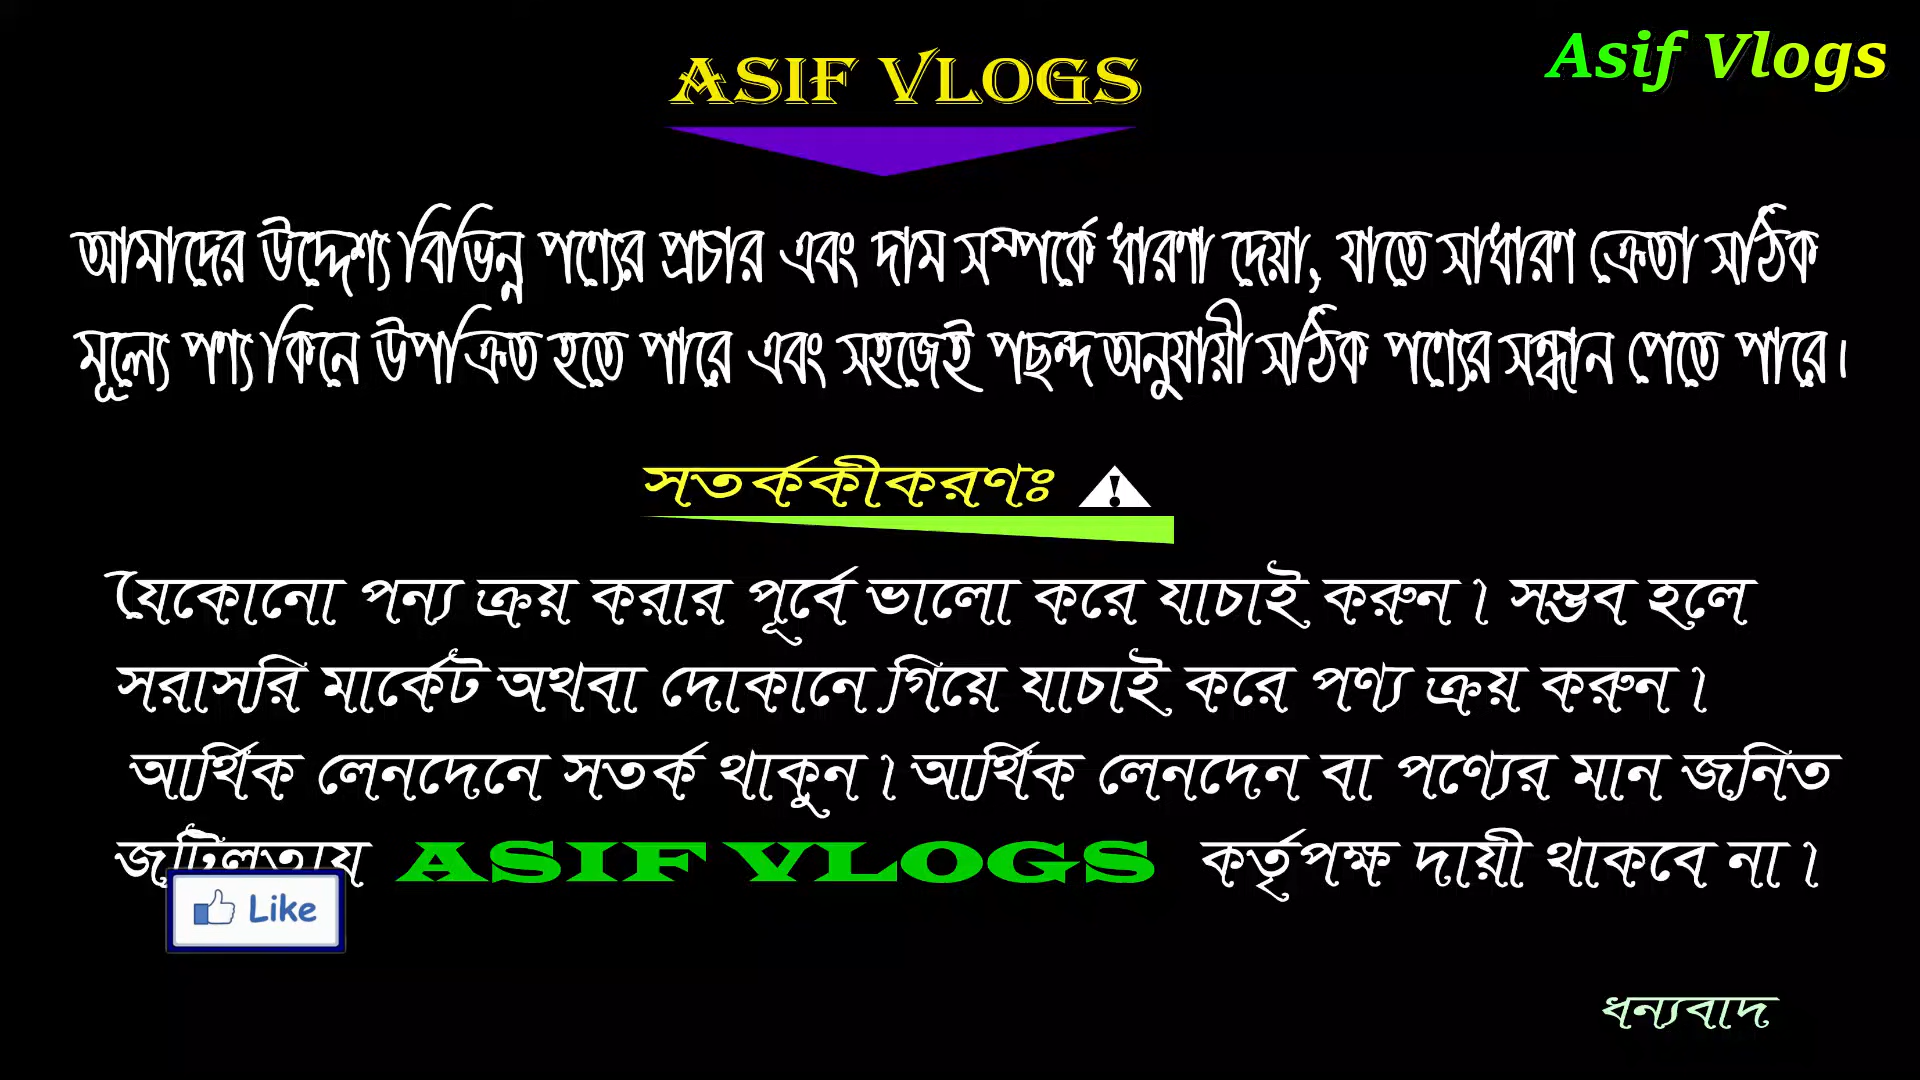 ASIF VLOGS
Asif Vlogs
আমাদের উদ্দেশ্য বিভিন্ন পণ্যের প্রচার এবং দাম সম্পর্কে ধারণা দেয়া, যাতে সাধারণ ক্রেতা সঠিক
মূল্যে পণ্য কিনে উপক্রিত হতে পারে এবং সহজেই পছন্দ অনুযায়ী সঠিক পণ্যের সন্ধান পেতে পারে।
সতর্ককীকরণঃ
যৈকোনো পন্য ক্রয় করার পূর্বে ভালো করে যাচাই করুন। সম্ভব হলে
সরাসরি মার্কেট অথবা দোকানে গিয়ে যাচাই করে পণ্য ক্রয় করুন।
আর্থিক লেনদেনে সতর্ক থাকুন। আর্থিক লেনদেন বা পণ্যের মান জনিত
জটিলতায় ASIF VLOGS কর্তৃপক্ষ দায়ী থাকবে না।
Like
ধন্যবাদ